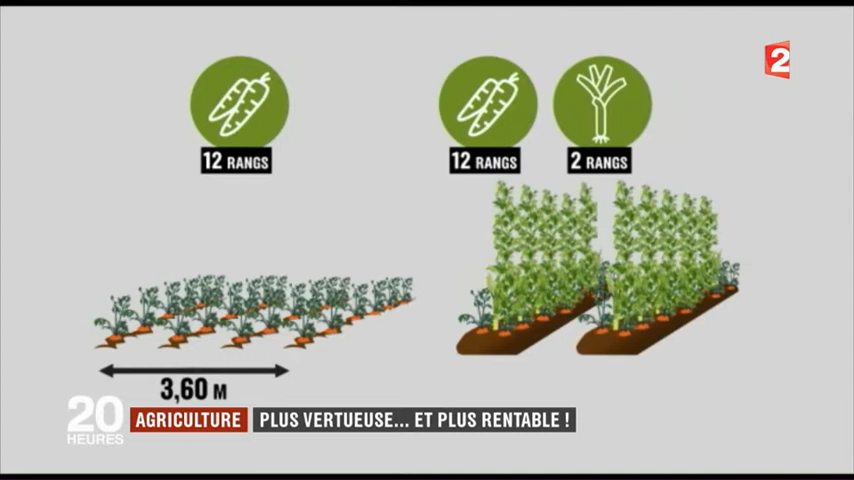 2
12 RANGS
12 RANGS
2 RANGS
3,60 M
20
HEURES
AGRICULTURE
PLUS VERTUEUSE... ET PLUS RENTABLE !